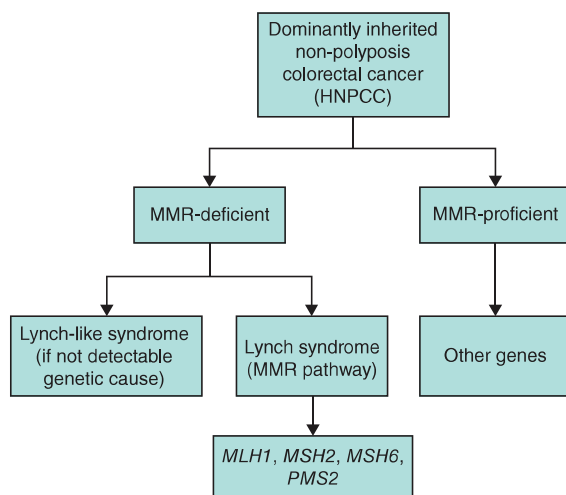 Dominantly inherited
non-polyposis
colorectal cancer
(HNPCC)
MMR-deficient
MMR-proficient
Lynch-like syndrome
(if not detectable
genetic cause)
Lynch syndrome
(MMR pathway)
Other genes
MLH1, MSH2, MSH6,
PMS2